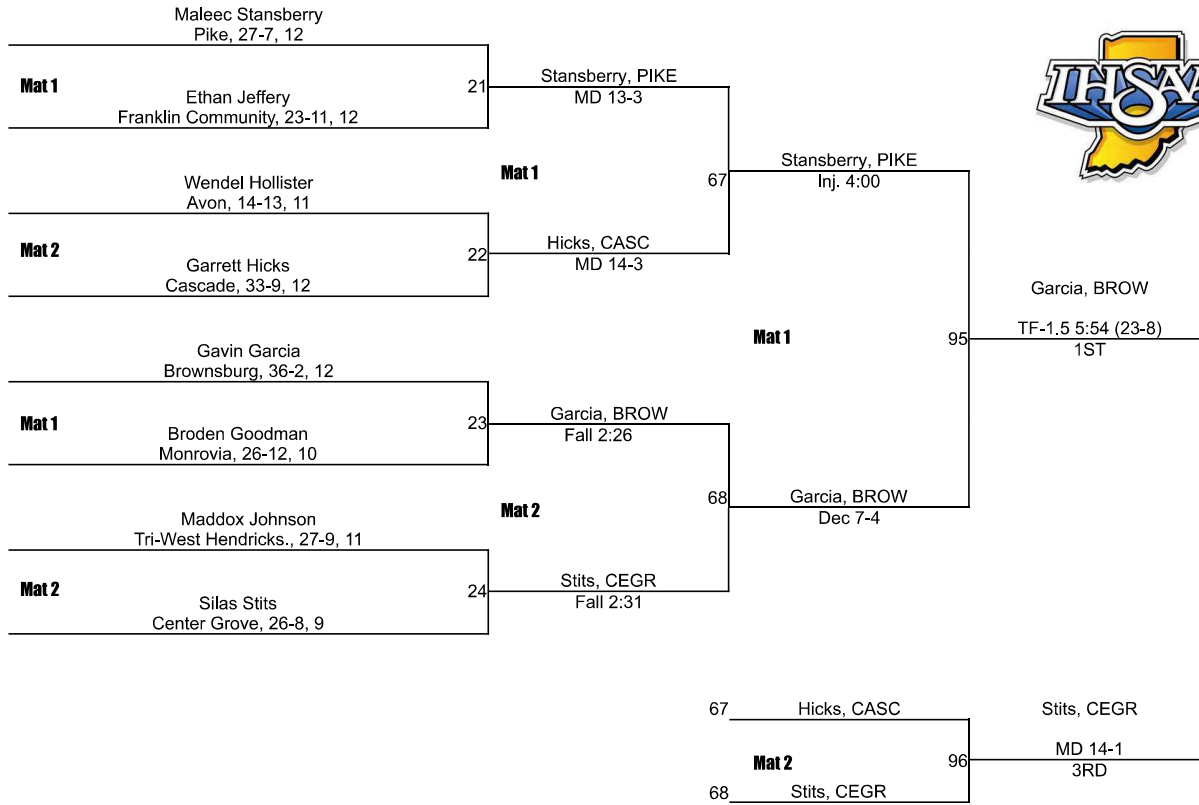 Maleec Stansberry
Pike, 27-7, 12
Mat 1
21
Ethan Jeffery
Franklin Community, 23-11, 12
Stansberry, PIKE
MD 13-3
IHSAA
Wendel Hollister
Avon, 14-13, 11
Mat 1
67
Stansberry, PIKE
Inj. 4:00
Mat 2
22
Garrett Hicks
Cascade, 33-9, 12
Hicks, CASC
MD 14-3
Garcia, BROW
Mat 1
95
TF-1.5 5:54 (23-8)
1ST
Gavin Garcia
Brownsburg, 36-2, 12
Mat 1
23
Broden Goodman
Monrovia, 26-12, 10
Garcia, BROW
Fall 2:26
Mat 2
68
Garcia, BROW
Dec 7-4
Maddox Johnson
Tri-West Hendricks., 27-9, 11
Mat 2
24
Silas Stits
Center Grove, 26-8, 9
Stits, CEGR
Fall 2:31
67
Hicks, CASC
Stits, CEGR
Mat 2
96
MD 14-1
3RD
68
Stits, CEGR